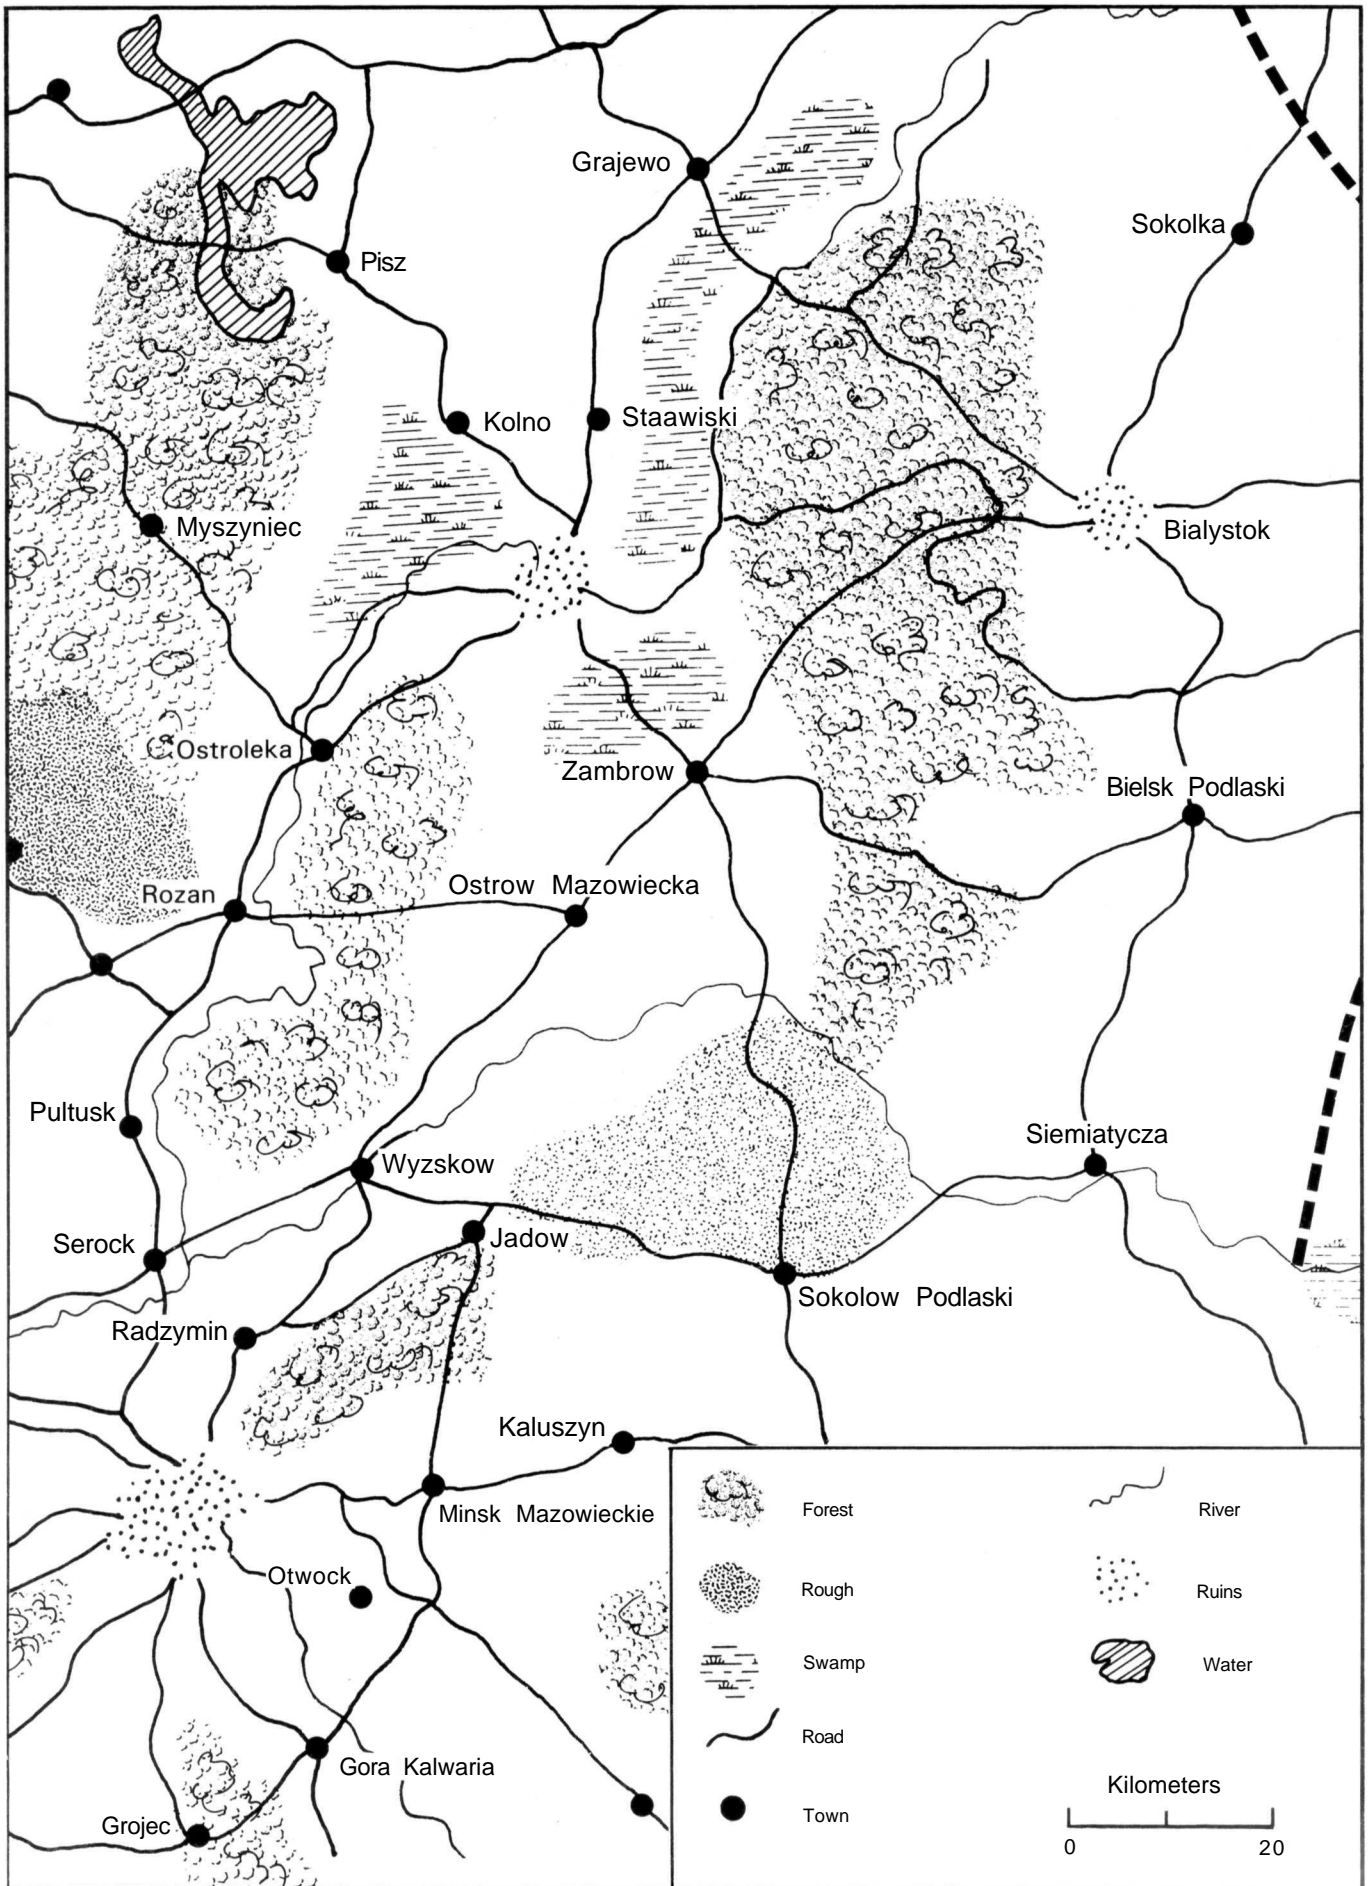 Grajewo
Sokolka
Pisz
Kolno
Staawiski
Myszyniec
Bialystok
Ostroleka
Zambrow
Bielsk Podlaski
Rozan
Ostrow Mazowiecka
Pultusk
Siemiatycza
Wyzskow
Serock
Jadow
Sokolow Podlaski
Radzymin
Kaluszyn
Minsk Mazowieckie
Otwock
Gora Kalwaria
Grojec
Forest
River
Rough
Ruins
Swamp
Water
Road
Town
Kilometers
0 20